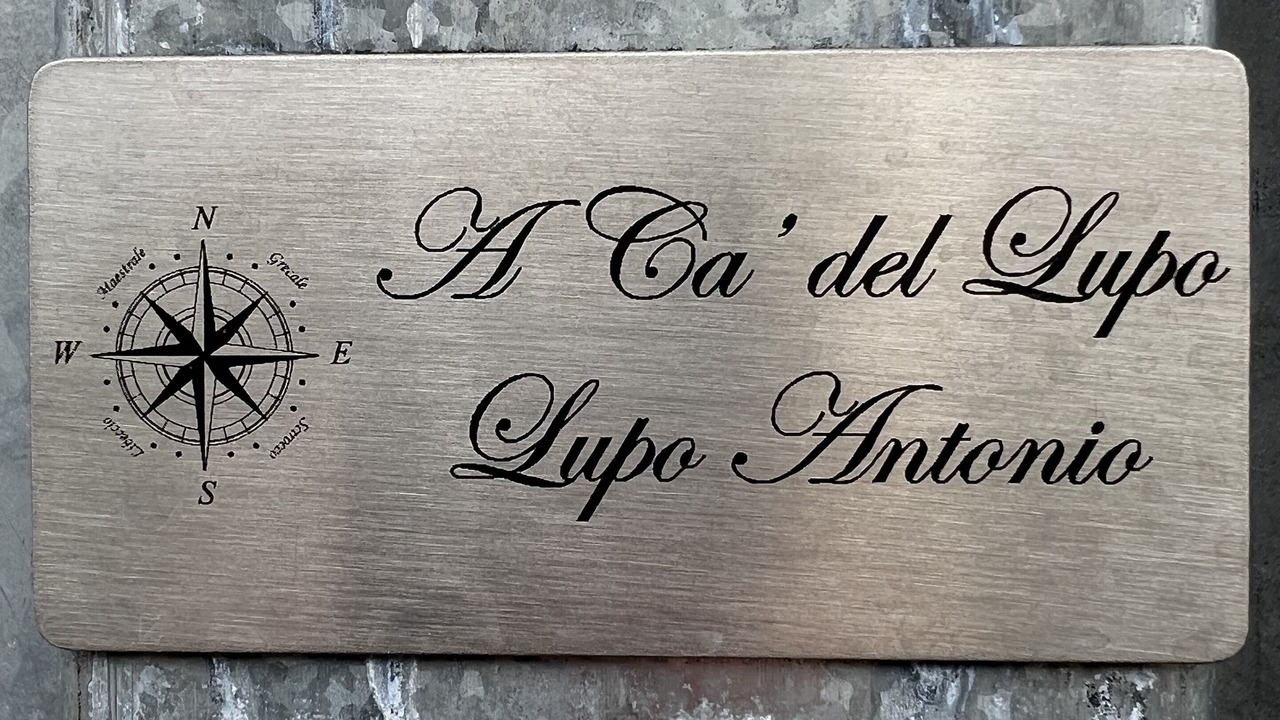 A Ca' del Lupo
Lupo Antonio
N
Maestrale
Grecale
W
E
Libeccio
Scirocco
S